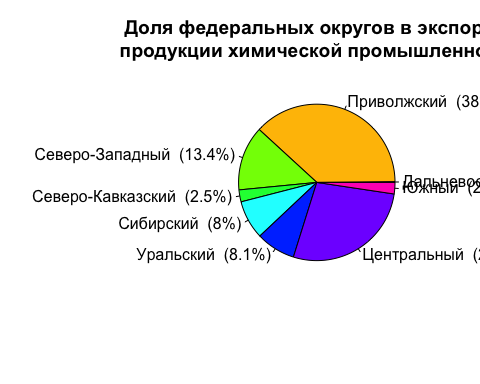 Доля федеральных округов в экспор
продукции химической промышленно
Приволжский (38
Северо-Западный (13.4%)
Дальневос
Южный (2
Северо-Кавказский (2.5%)
Сибирский (8%)
Уральский (8.1%)
Центральный (2